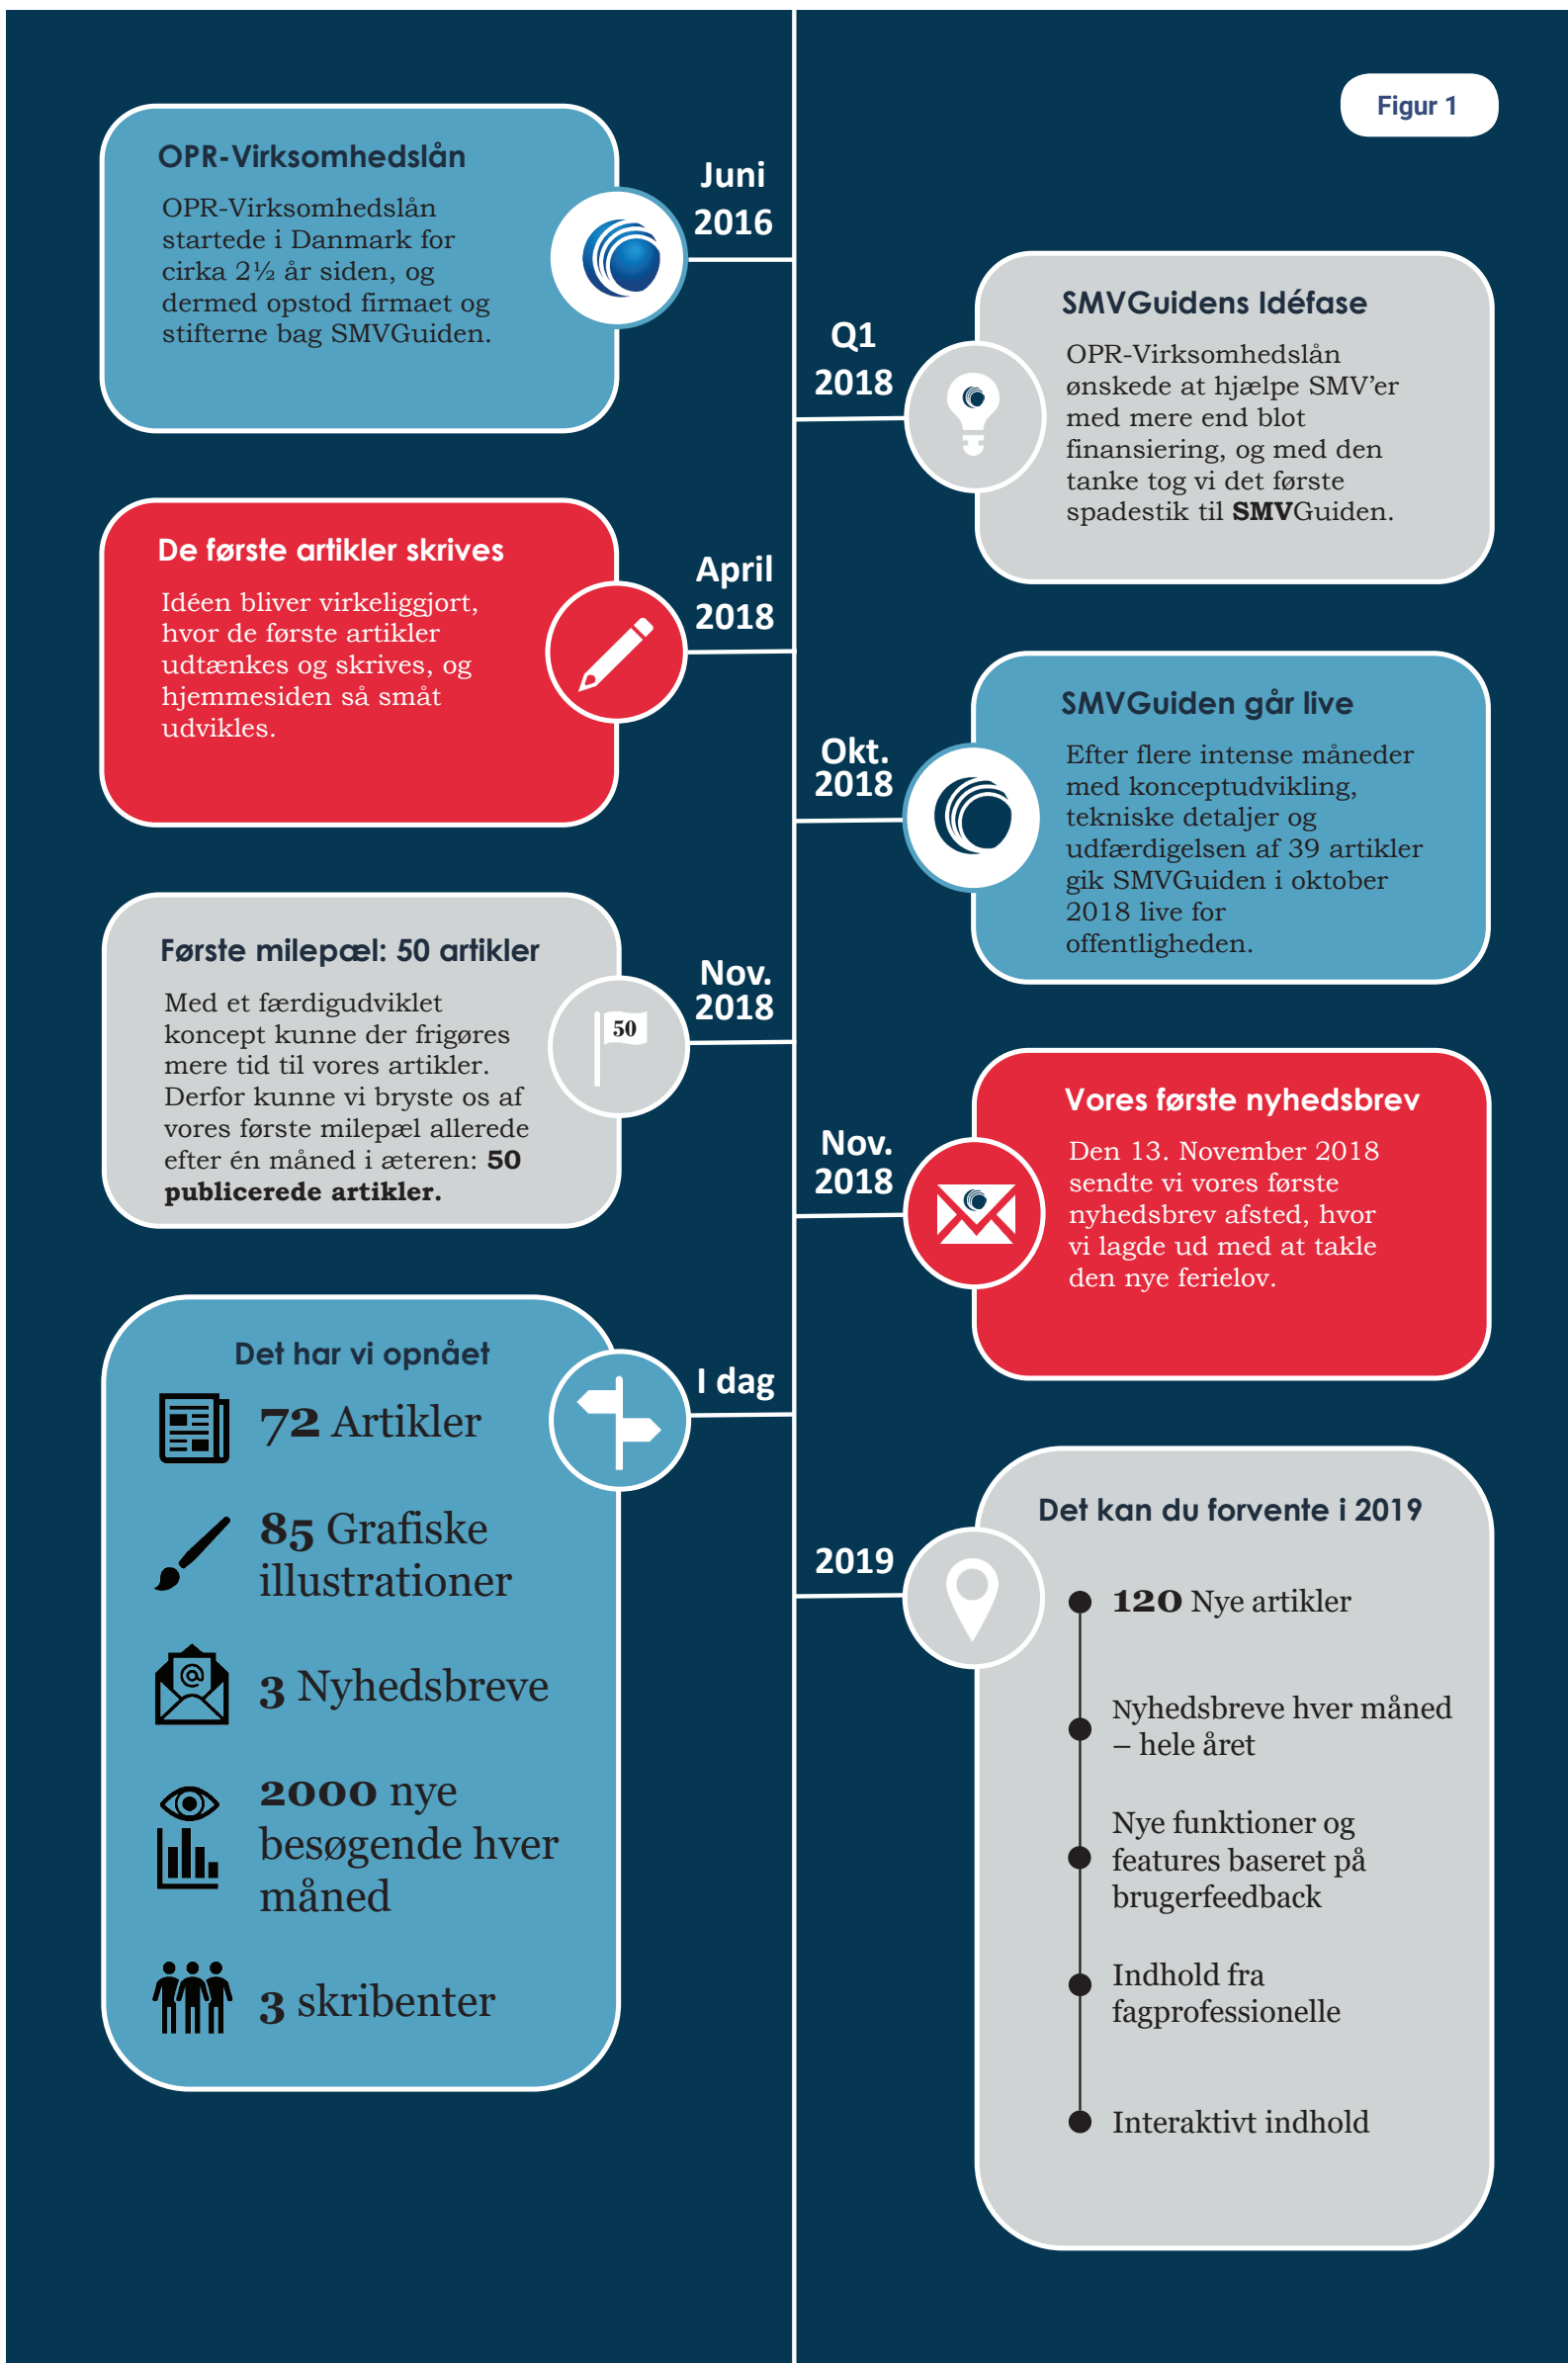 Figur 1
Juni
2016
OPR-Virksomhedslån
OPR-Virksomhedslån
startede i Danmark for
cirka 2½ år siden, og
dermed opstod firmaet og
stifterne bag SMVGuiden.
Q1
2018
SMVGuidens Idéfase
OPR-Virksomhedslån
ønskede at hjælpe SMV’er
med mere end blot
finansiering, og med den
tanke tog vi det første
spadestik til SMVGuiden.
April
2018
De første artikler skrives
Idéen bliver virkeliggjort,
hvor de første artikler
udtænkes og skrives, og
hjemmesiden så småt
udvikles.
Okt.
2018
SMVGuiden går live
Efter flere intense måneder
med konceptudvikling,
tekniske detaljer og
udfærdigelsen af 39 artikler
gik SMVGuiden i oktober
2018 live for
offentligheden.
Nov.
2018
Første milepæl: 50 artikler
Med et færdigudviklet
koncept kunne der frigøres
mere tid til vores artikler.
Derfor kunne vi bryste os af
vores første milepæl allerede
efter én måned i æteren: 50
publicerede artikler.
50
Nov.
2018
Vores første nyhedsbrev
Den 13. November 2018
sendte vi vores første
nyhedsbrev afsted, hvor
vi lagde ud med at takle
den nye ferielov.
I dag
Det har vi opnået
72 Artikler
85 Grafiske
illustrationer
@
3 Nyhedsbreve
2000 nye
besøgende hver
måned
3 skribenter
2019
Det kan du forvente i 2019
120 Nye artikler
Nyhedsbreve hver måned
– hele året
Nye funktioner og
features baseret på
brugerfeedback
Indhold fra
fagprofessionelle
Interaktivt indhold